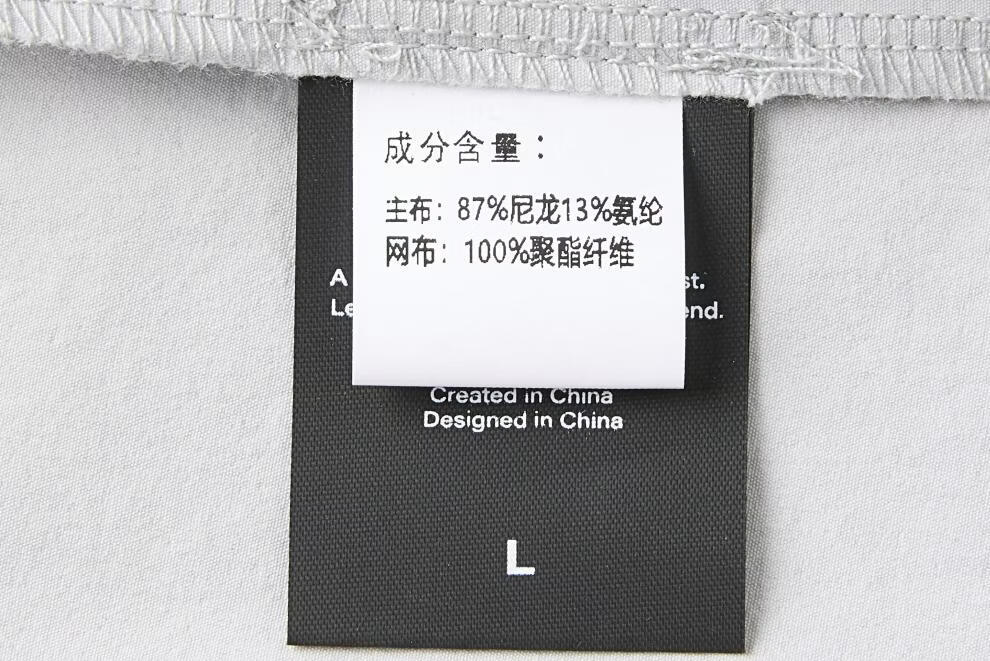 成分含量：
主布：87%尼龙13%氨纶
网布：100%聚酯纤维
A
st.
Le
end.
Created in China
Designed in China
L